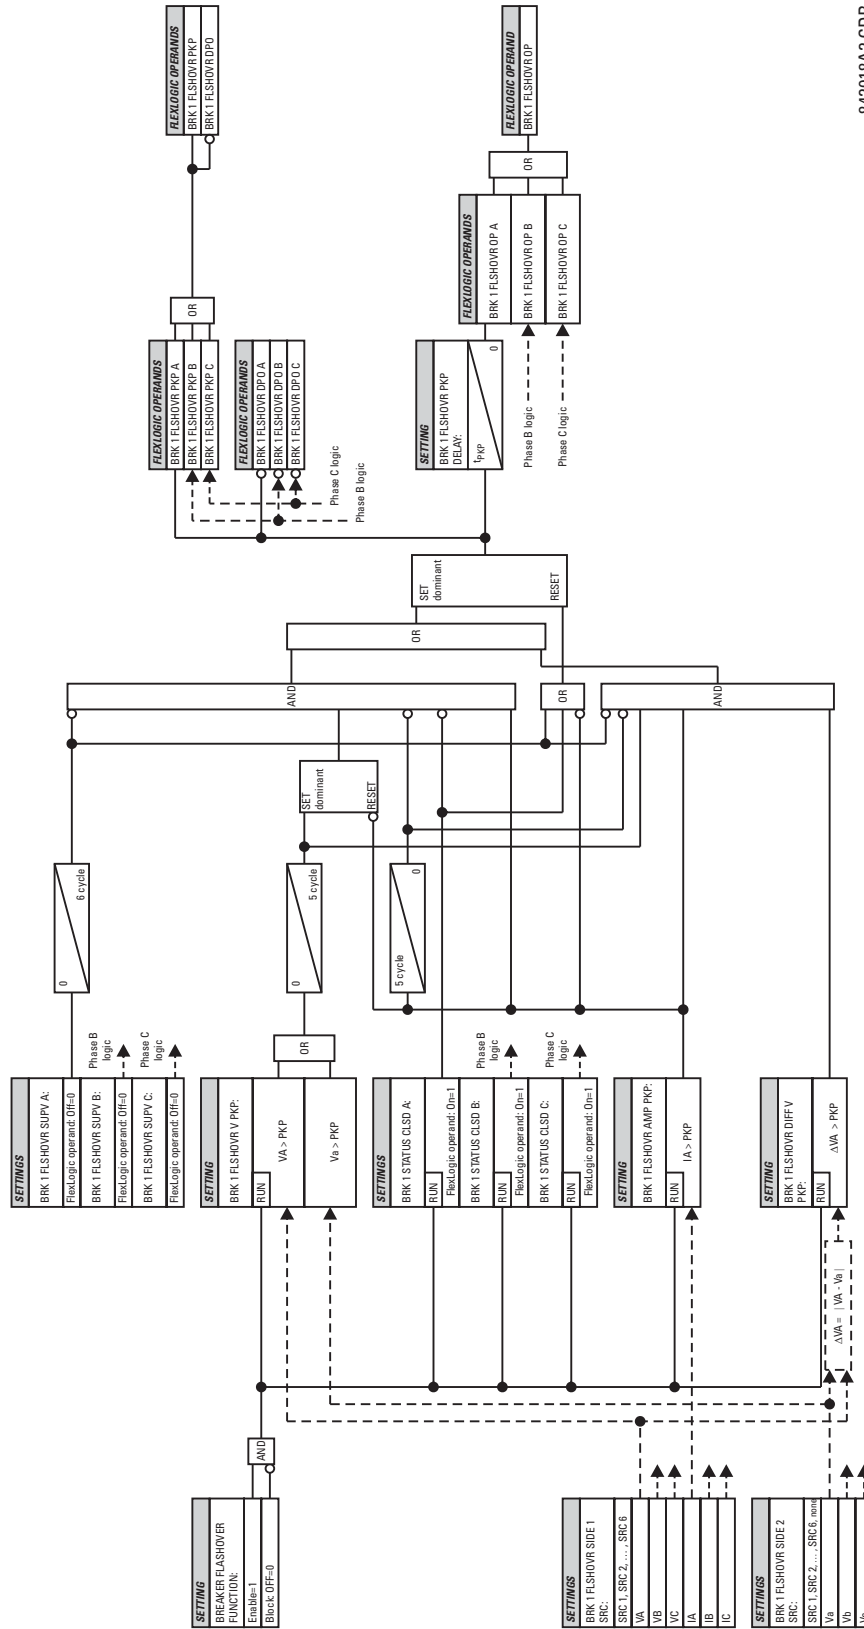 SETTING
BREAKER FLASHOVER
FUNCTION:
Enable=1
Block: OFF=0
AND
SETTINGS
BRK 1 FLSHOVR SIDE 1
SRC:
SRC 1, SRC 2, ... , SRC 6
VA
VB
VC
IA
IB
IC
SETTINGS
BRK 1 FLSHOVR SIDE 2
SRC:
SRC 1, SRC 2, ... , SRC 6, none
Va
Vb
ΔVA = | VA - Va |
SETTINGS
BRK 1 FLSHOVR SUPV A:
FlexLogic operand: Off=0
BRK 1 FLSHOVR SUPV B:
FlexLogic operand: Off=0
BRK 1 FLSHOVR SUPV C:
FlexLogic operand: Off=0
Phase B
logic
Phase C
logic
SETTING
BRK 1 FLSHOVR V PKP:
RUN
VA > PKP
Va > PKP
OR
SETTINGS
BRK 1 STATUS CLSD A:
RUN
FlexLogic operand: On=1
BRK 1 STATUS CLSD B:
RUN
FlexLogic operand: On=1
BRK 1 STATUS CLSD C:
RUN
FlexLogic operand: On=1
Phase B
logic
Phase C
logic
SETTING
BRK 1 FLSHOVR AMP PKP:
RUN
IA > PKP
SETTING
BRK 1 FLSHOVR DIFF V
PKP:
RUN
ΔVA > PKP
0
6 cycle
0
5 cycle
5 cycle
0
SET
dominant
RESET
AND
OR
AND
OR
SET
dominant
RESET
FLEXLOGIC OPERANDS
BRK 1 FLSHOVR PKP A
BRK 1 FLSHOVR PKP B
BRK 1 FLSHOVR PKP C
FLEXLOGIC OPERANDS
BRK 1 FLSHOVR DPO A
BRK 1 FLSHOVR DPO B
BRK 1 FLSHOVR DPO C
Phase C logic
Phase B logic
OR
FLEXLOGIC OPERANDS
BRK 1 FLSHOVR PKP
BRK 1 FLSHOVR DPO
SETTING
BRK 1 FLSHOVR PKP
DELAY:
tPKP
0
Phase B logic
Phase C logic
FLEXLOGIC OPERANDS
BRK 1 FLSHOVR OP A
BRK 1 FLSHOVR OP B
BRK 1 FLSHOVR OP C
OR
FLEXLOGIC OPERAND
BRK 1 FLSHOVR OP